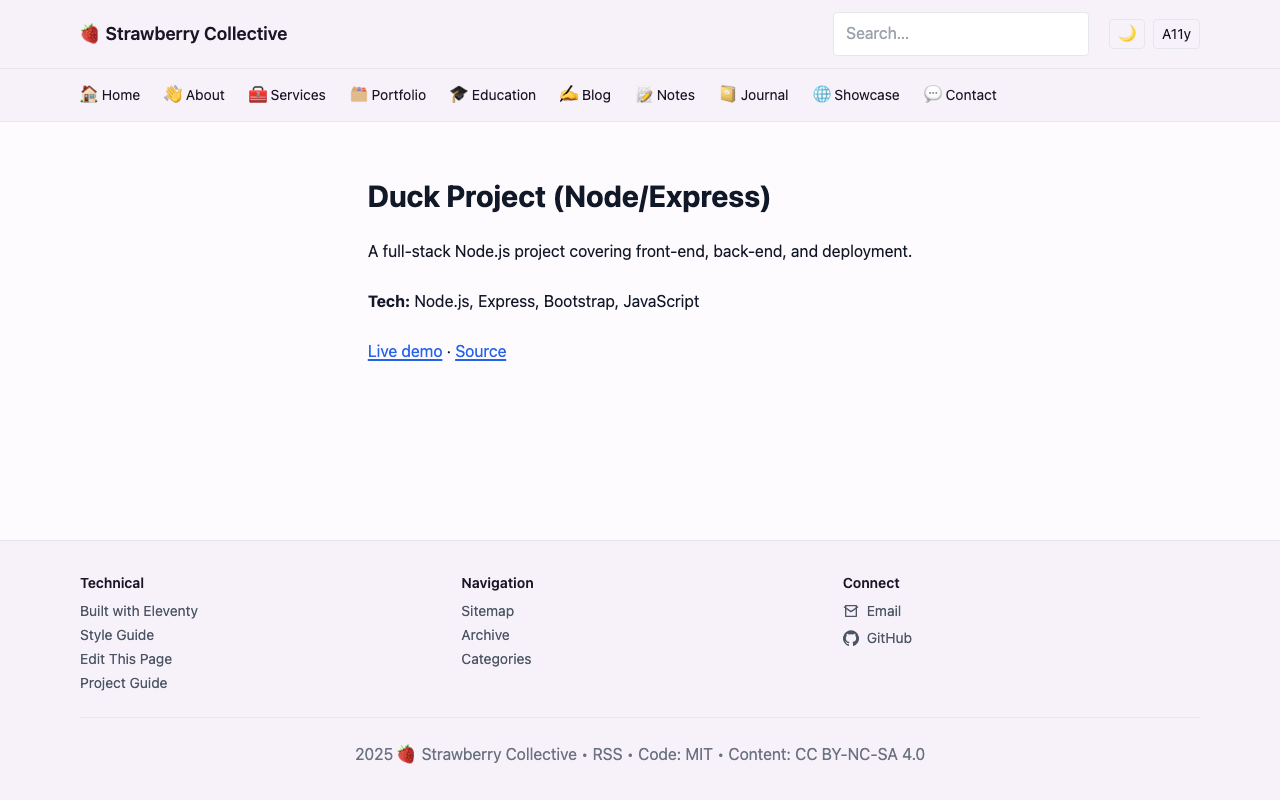 🍓 Strawberry Collective
Search...
🌙 A11y
🏠 Home 👋 About 🧰 Services 🗂️ Portfolio 🎓 Education ✍️ Blog 📝 Notes 📔 Journal 🌐 Showcase 💬 Contact
Duck Project (Node/Express)
A full-stack Node.js project covering front-end, back-end, and deployment.
Tech: Node.js, Express, Bootstrap, JavaScript
Live demo · Source
Technical
Built with Eleventy
Style Guide
Edit This Page
Project Guide
Navigation
Sitemap
Archive
Categories
Connect
Email
GitHub
2025 🍓 Strawberry Collective • RSS • Code: MIT • Content: CC BY-NC-SA 4.0